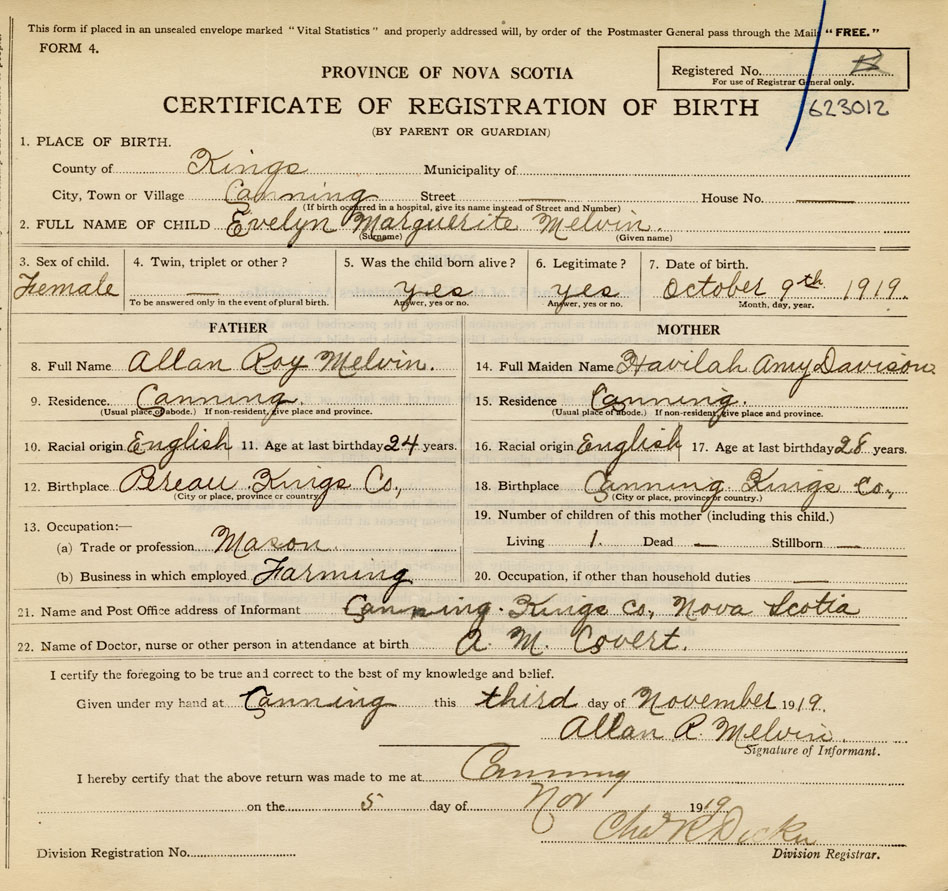 This form if placed in an unsealed envelope marked "Vital Statistics" and properly addressed will, by order of the Postmaster General pass through the Mails "FREE."
FORM 4.
PROVINCE OF NOVA SCOTIA
Registered No.
For use of Registrar General only.
CERTIFICATE OF REGISTRATION OF BIRTH
623012
(BY PARENT OR GUARDIAN)
1. PLACE OF BIRTH.
County of Kings Municipality of
City, Town or Village Canning Street — House No. —
(If birth occurred in a hospital, give its name instead of Street and Number)
2. FULL NAME OF CHILD Evelyn Marguerite Melvin.
(Surname) (Given name)
3. Sex of child. 4. Twin, triplet or other? 5. Was the child born alive? 6. Legitimate? 7. Date of birth.
Female — yes yes October 9th 1919.
To be answered only in the event of plural birth. Answer, yes or no. Answer, yes or no. Month, day, year.
FATHER MOTHER
8. Full Name Allan Roy Melvin. 14. Full Maiden Name Havilah Amy Davison
9. Residence. Canning. 15. Residence Canning.
(Usual place of abode.) If non-resident, give place and province. (Usual place of abode.) If non-resident, give place and province.
10. Racial origin English 11. Age at last birthday 24 years. 16. Racial origin English 17. Age at last birthday 28 years.
12. Birthplace Pereau Kings Co., 18. Birthplace Canning Kings Co.,
(City or place, province or country.) (City or place, province or country.)
19. Number of children of this mother (including this child.)
13. Occupation:—
(a) Trade or profession Mason Living 1. Dead — Stillborn —
(b) Business in which employed Farming 20. Occupation, if other than household duties —
21. Name and Post Office address of Informant Canning. Kings Co, Nova Scotia
22. Name of Doctor, nurse or other person in attendance at birth A. M. Covert.
I certify the foregoing to be true and correct to the best of my knowledge and belief.
Given under my hand at Canning this third day of November 1919.
Allan R. Melvin.
Signature of Informant.
I hereby certify that the above return was made to me at Canning
on the 5 day of Nov 1919
Division Registration No.
Division Registrar.